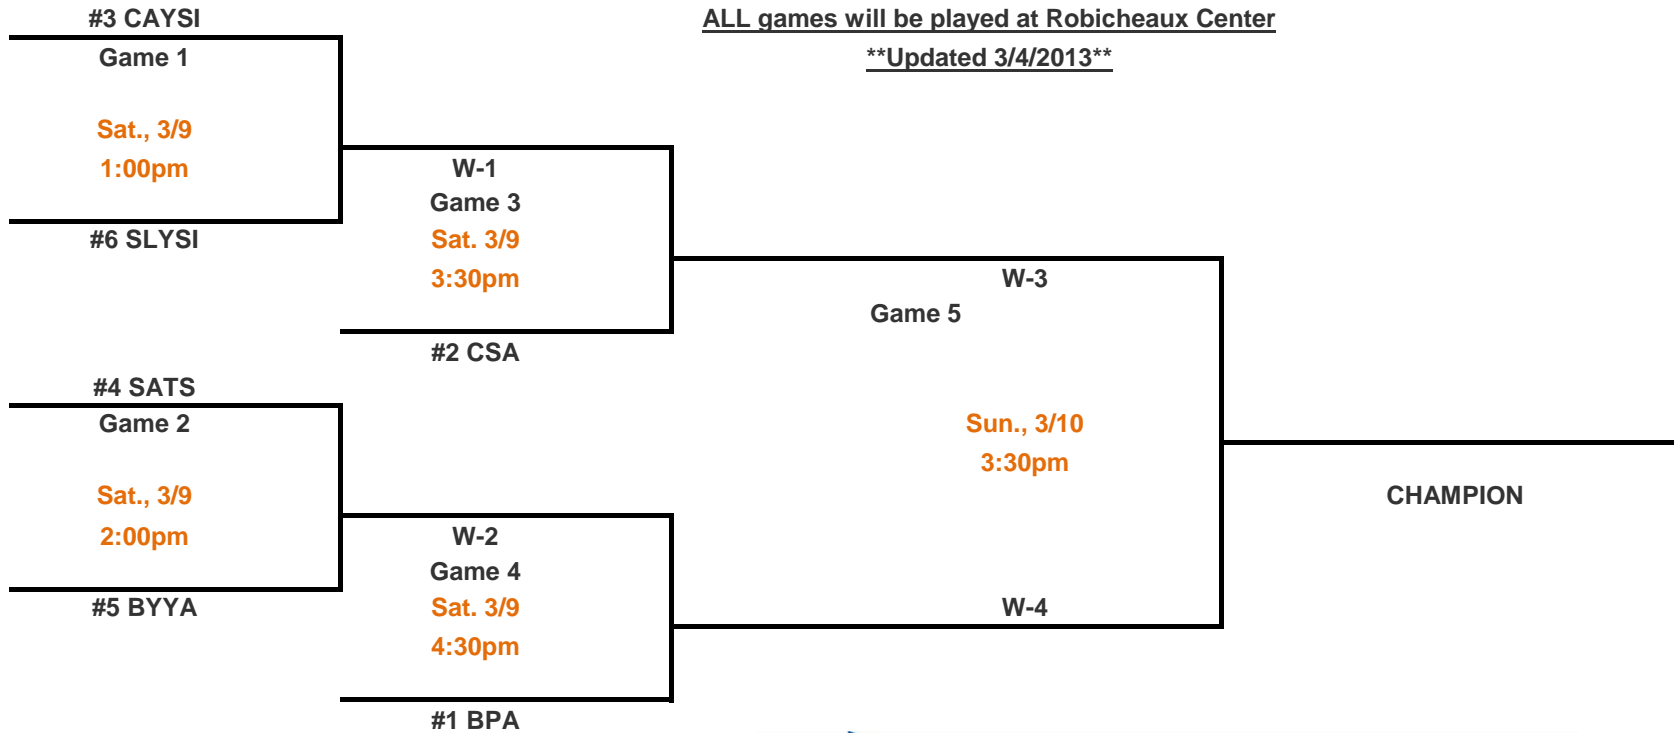 #3 CAYSI
ALL games will be played at Robicheaux Center
Game 1
**Updated 3/4/2013**
Sat., 3/9
1:00pm
W-1
Game 3
#6 SLYSI
Sat. 3/9
3:30pm
W-3
Game 5
#2 CSA
#4 SATS
Game 2
Sun., 3/10
3:30pm
Sat., 3/9
CHAMPION
2:00pm
W-2
Game 4
#5 BYYA
Sat. 3/9
W-4
4:30pm
#1 BPA